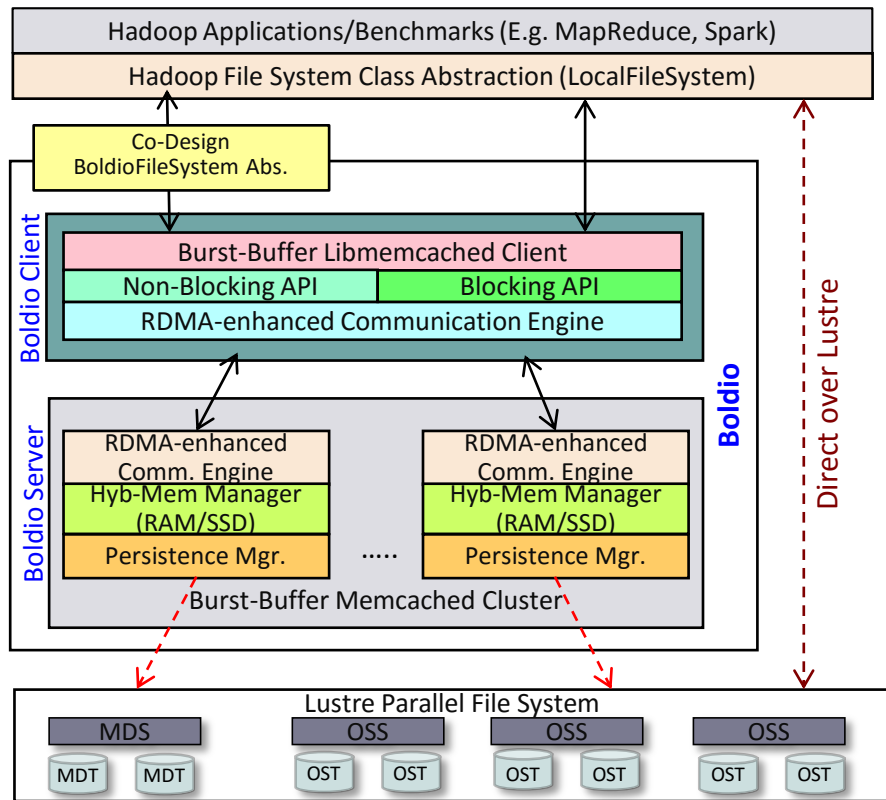 Hadoop Applications/Benchmarks (E.g. MapReduce, Spark)
Hadoop File System Class Abstraction (LocalFileSystem)
Co-Design
BoldioFileSystem Abs.
Boldio Client
Burst-Buffer Libmemcached Client
Non-Blocking API
Blocking API
RDMA-enhanced Communication Engine
Boldio
Direct over Lustre
Boldio Server
RDMA-enhanced
Comm. Engine
Hyb-Mem Manager
(RAM/SSD)
Persistence Mgr.
.....
RDMA-enhanced
Comm. Engine
Hyb-Mem Manager
(RAM/SSD)
Persistence Mgr.
Burst-Buffer Memcached Cluster
Lustre Parallel File System
MDS
OSS
OSS
OSS
MDT
MDT
OST
OST
OST
OST
OST
OST